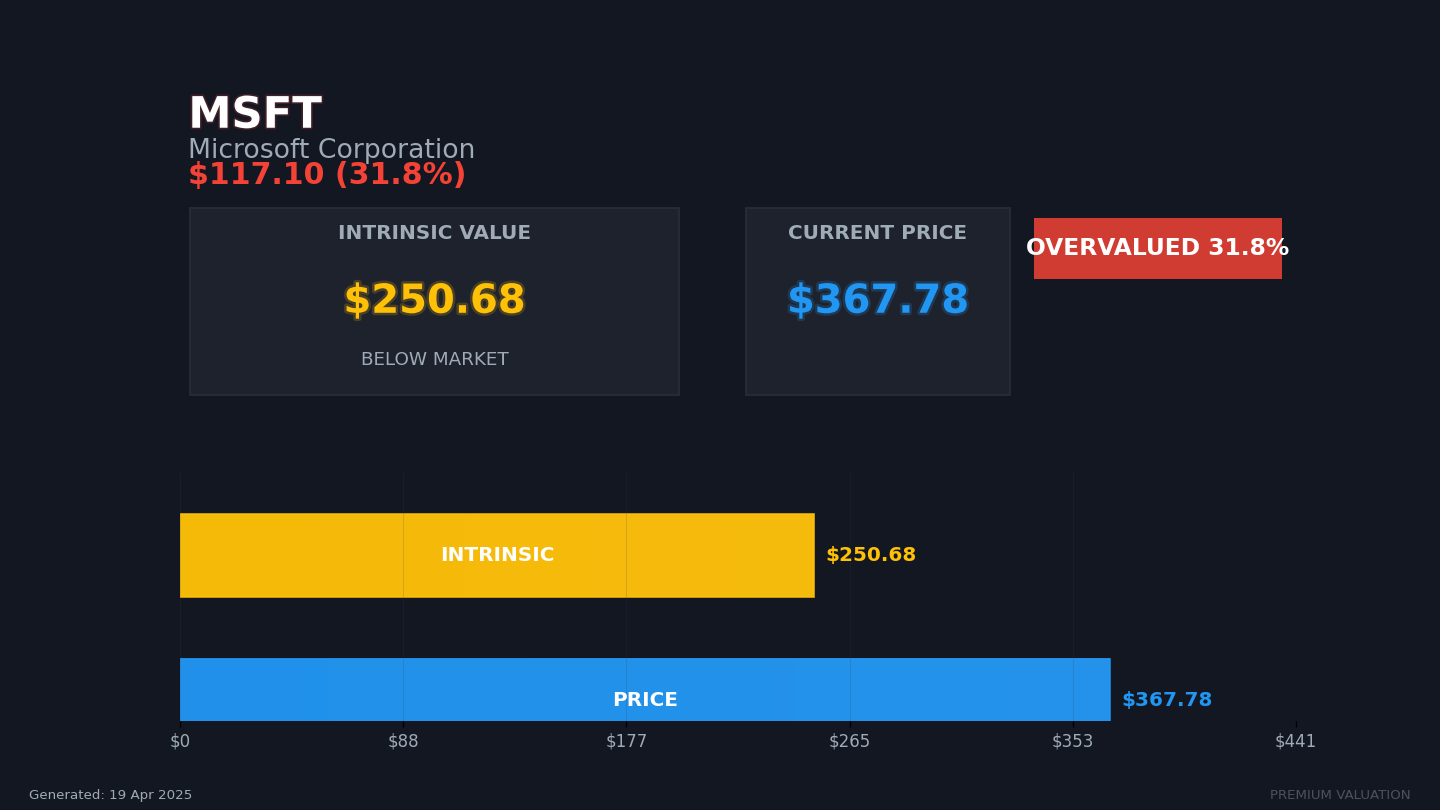 MSFT
Microsoft Corporation
$117.10 (31.8%)
INTRINSIC VALUE
$250.68
BELOW MARKET
CURRENT PRICE
$367.78
OVERVALUED 31.8%
INTRINSIC
$250.68
PRICE
$367.78
$0 $88 $177 $265 $353 $441
Generated: 19 Apr 2025
PREMIUM VALUATION